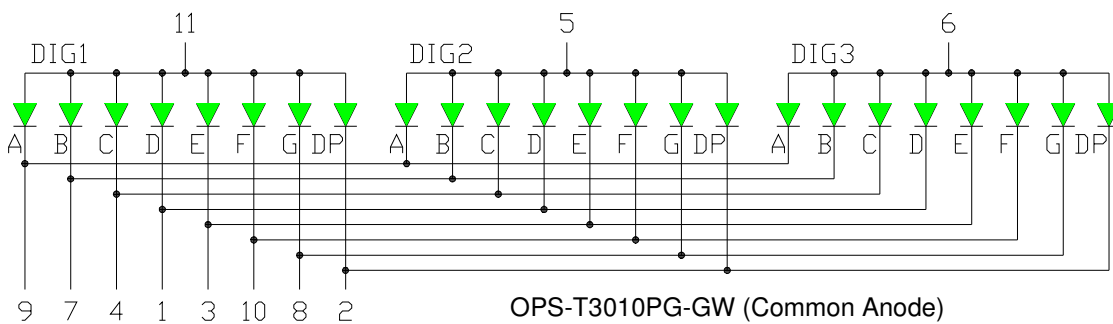 11 5 6
DIG1 DIG2 DIG3
A B C D E F G DP A B C D E F G DP A B C D E F G DP
9 7 4 1 3 10 8 2
OPS-T3010PG-GW (Common Anode)